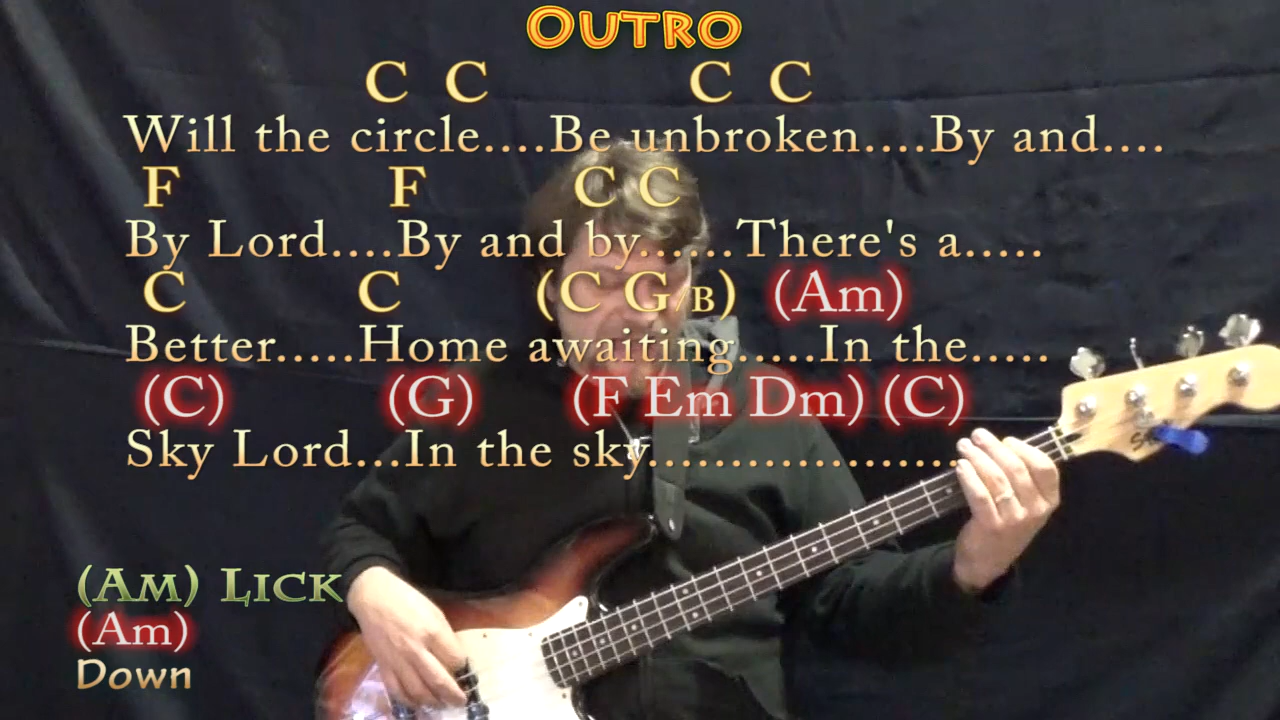 OUTRO
C C C C
Will the circle....Be unbroken....By and....
F F C C
By Lord....By and by......There's a.....
C C (C G/B) (Am)
Better.....Home awaiting.....In the.....
(C) (G) (F Em Dm) (C)
Sky Lord...In the sky...................
(AM) LICK
(Am)
Down